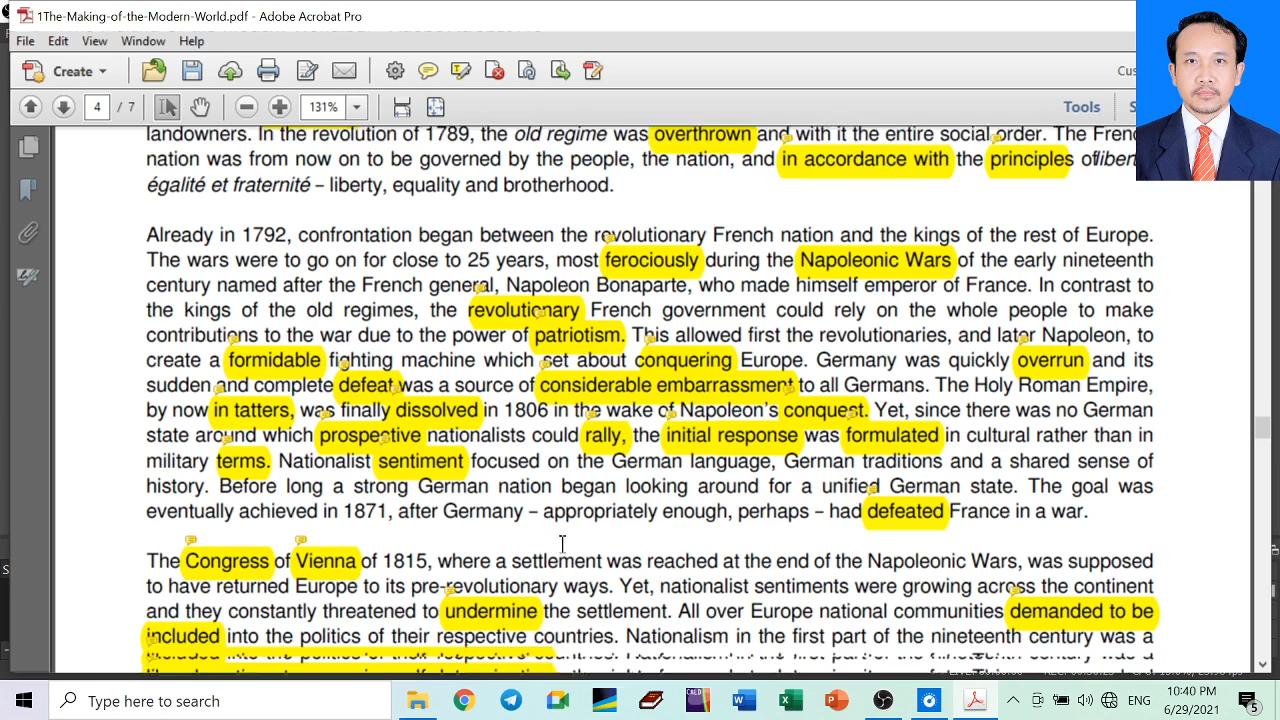 1The-Making-of-the-Modern-World.pdf - Adobe Acrobat Pro
File Edit View Window Help
Create
4 / 7 131% Tools
landowners. In the revolution of 1789, the old regime was overthrown and with it the entire social order. The Frenc
nation was from now on to be governed by the people, the nation, and in accordance with the principles of libert
égalité et fraternité – liberty, equality and brotherhood.
Already in 1792, confrontation began between the revolutionary French nation and the kings of the rest of Europe.
The wars were to go on for close to 25 years, most ferociously during the Napoleonic Wars of the early nineteenth
century named after the French general, Napoleon Bonaparte, who made himself emperor of France. In contrast to
the kings of the old regimes, the revolutionary French government could rely on the whole people to make
contributions to the war due to the power of patriotism. This allowed first the revolutionaries, and later Napoleon, to
create a formidable fighting machine which set about conquering Europe. Germany was quickly overrun and its
sudden and complete defeat was a source of considerable embarrassment to all Germans. The Holy Roman Empire,
by now in tatters, was finally dissolved in 1806 in the wake of Napoleon's conquest. Yet, since there was no German
state around which prospective nationalists could rally, the initial response was formulated in cultural rather than in
military terms. Nationalist sentiment focused on the German language, German traditions and a shared sense of
history. Before long a strong German nation began looking around for a unified German state. The goal was
eventually achieved in 1871, after Germany – appropriately enough, perhaps – had defeated France in a war.
The Congress of Vienna of 1815, where a settlement was reached at the end of the Napoleonic Wars, was supposed
to have returned Europe to its pre-revolutionary ways. Yet, nationalist sentiments were growing across the continent
and they constantly threatened to undermine the settlement. All over Europe national communities demanded to be
included into the politics of their respective countries. Nationalism in the first part of the nineteenth century was a
Type here to search
CALD
ENG
10:40 PM
6/29/2021
5